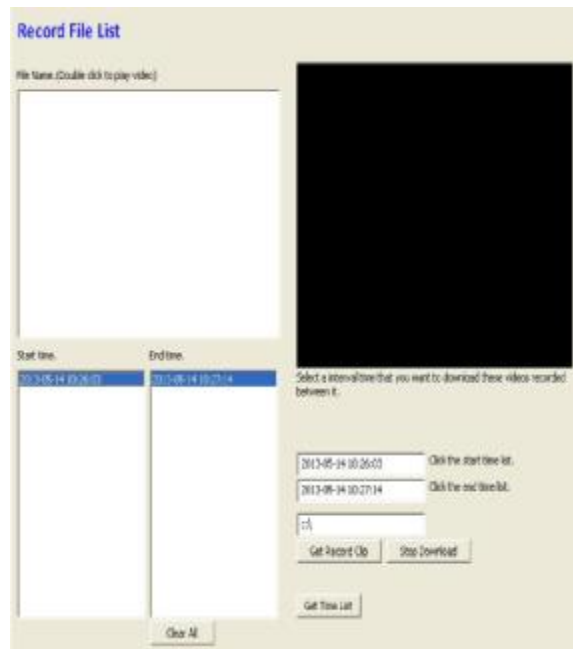 Record File List
File Name.(Double click to play video)
Start time.
End time.
2013-05-14 10:26:03
2013-05-14 10:27:14
Select a interval time that you want to download these videos recorded
between it.
2013-05-14 10:26:03
Click the start time list.
2013-05-14 10:27:14
Click the end time list.
c:\
Get Record Clip
Stop Download
Get Time List
Clear All